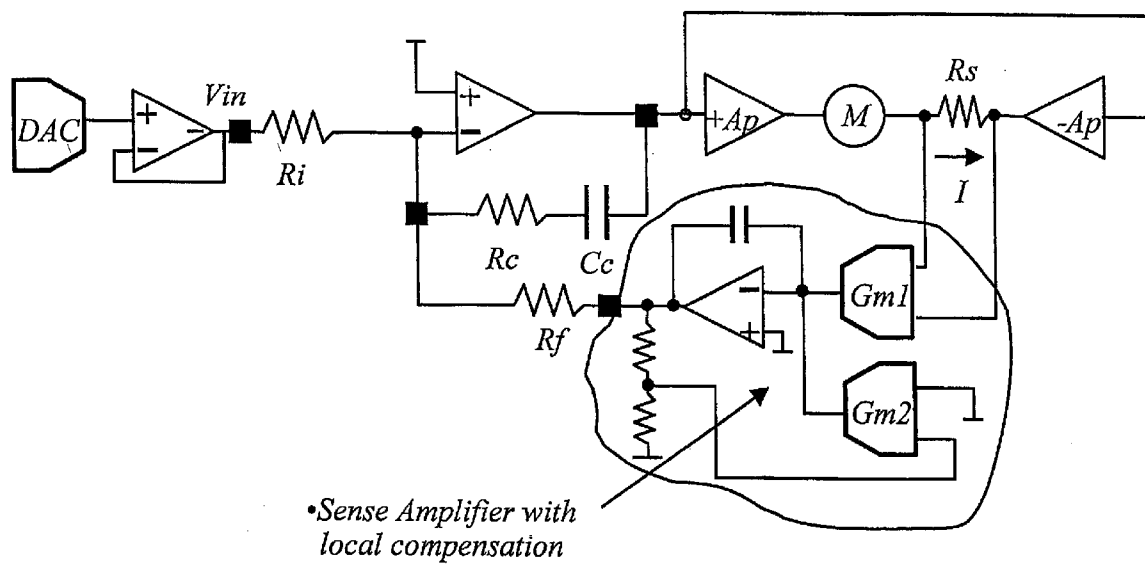 DAC
+
−
−
Vin
Ri
+
−
+Ap
M
Rs
-Ap
I
Rc
Cc
Rf
−
+
Gm1
Gm2
•Sense Amplifier with
local compensation